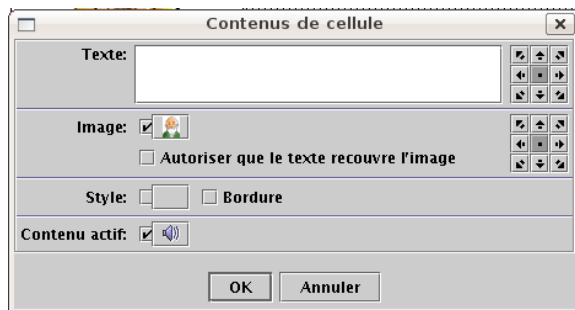 Contenus de cellule
Texte:
Image:
Autoriser que le texte recouvre l'image
Style:
Bordure
Contenu actif:
OK
Annuler